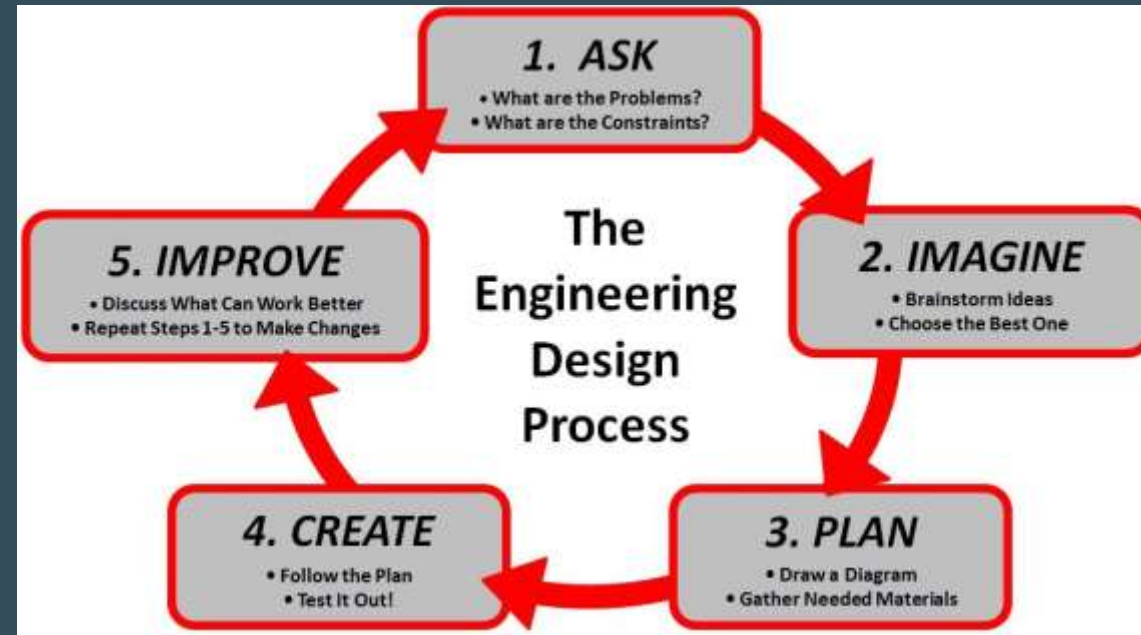 1. ASK
• What are the Problems?
• What are the Constraints?
The
Engineering
Design
Process
2. IMAGINE
• Brainstorm Ideas
• Choose the Best One
3. PLAN
• Draw a Diagram
• Gather Needed Materials
4. CREATE
• Follow the Plan
• Test It Out!
5. IMPROVE
• Discuss What Can Work Better
• Repeat Steps 1-5 to Make Changes